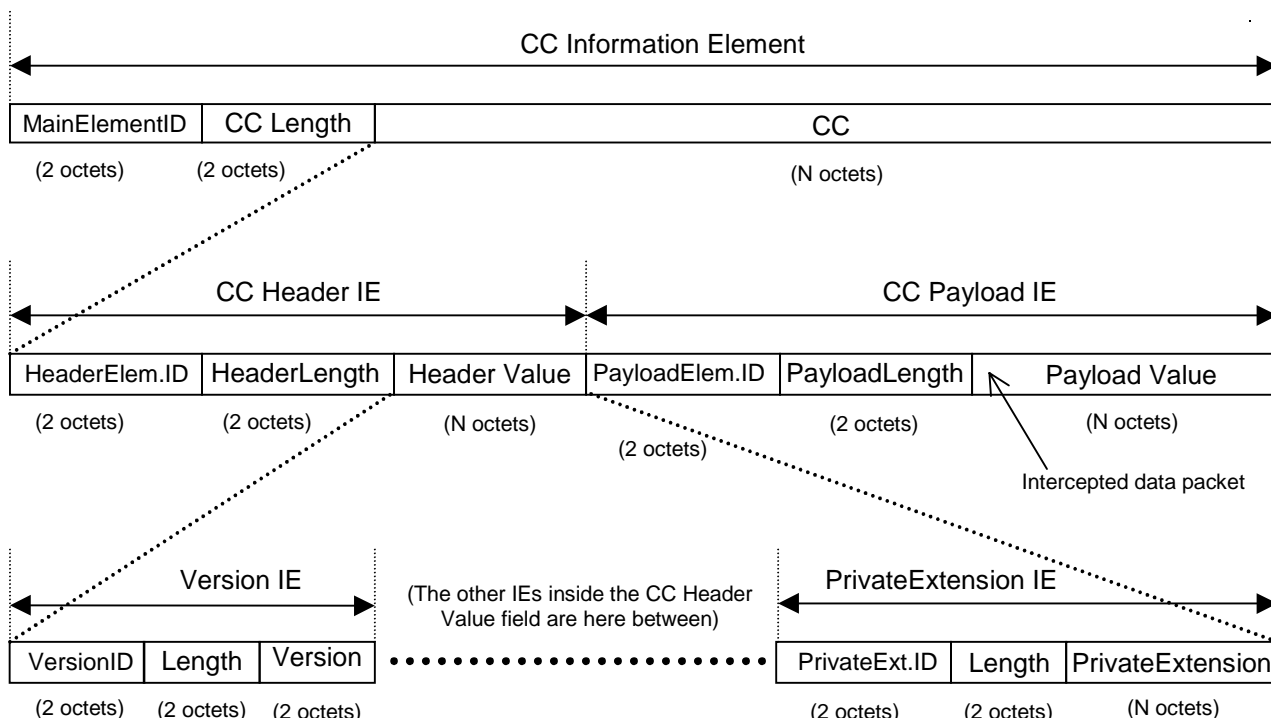 CC Information Element
MainElementID CC Length CC
(2 octets) (2 octets) (N octets)
CC Header IE CC Payload IE
HeaderElem.ID HeaderLength Header Value PayloadElem.ID PayloadLength Payload Value
(2 octets) (2 octets) (N octets) (2 octets) (2 octets) (N octets)
Intercepted data packet
Version IE (The other IEs inside the CC Header PrivateExtension IE
Value field are here between)
VersionID Length Version PrivateExt.ID Length PrivateExtension
(2 octets) (2 octets) (2 octets) (2 octets) (2 octets) (N octets)